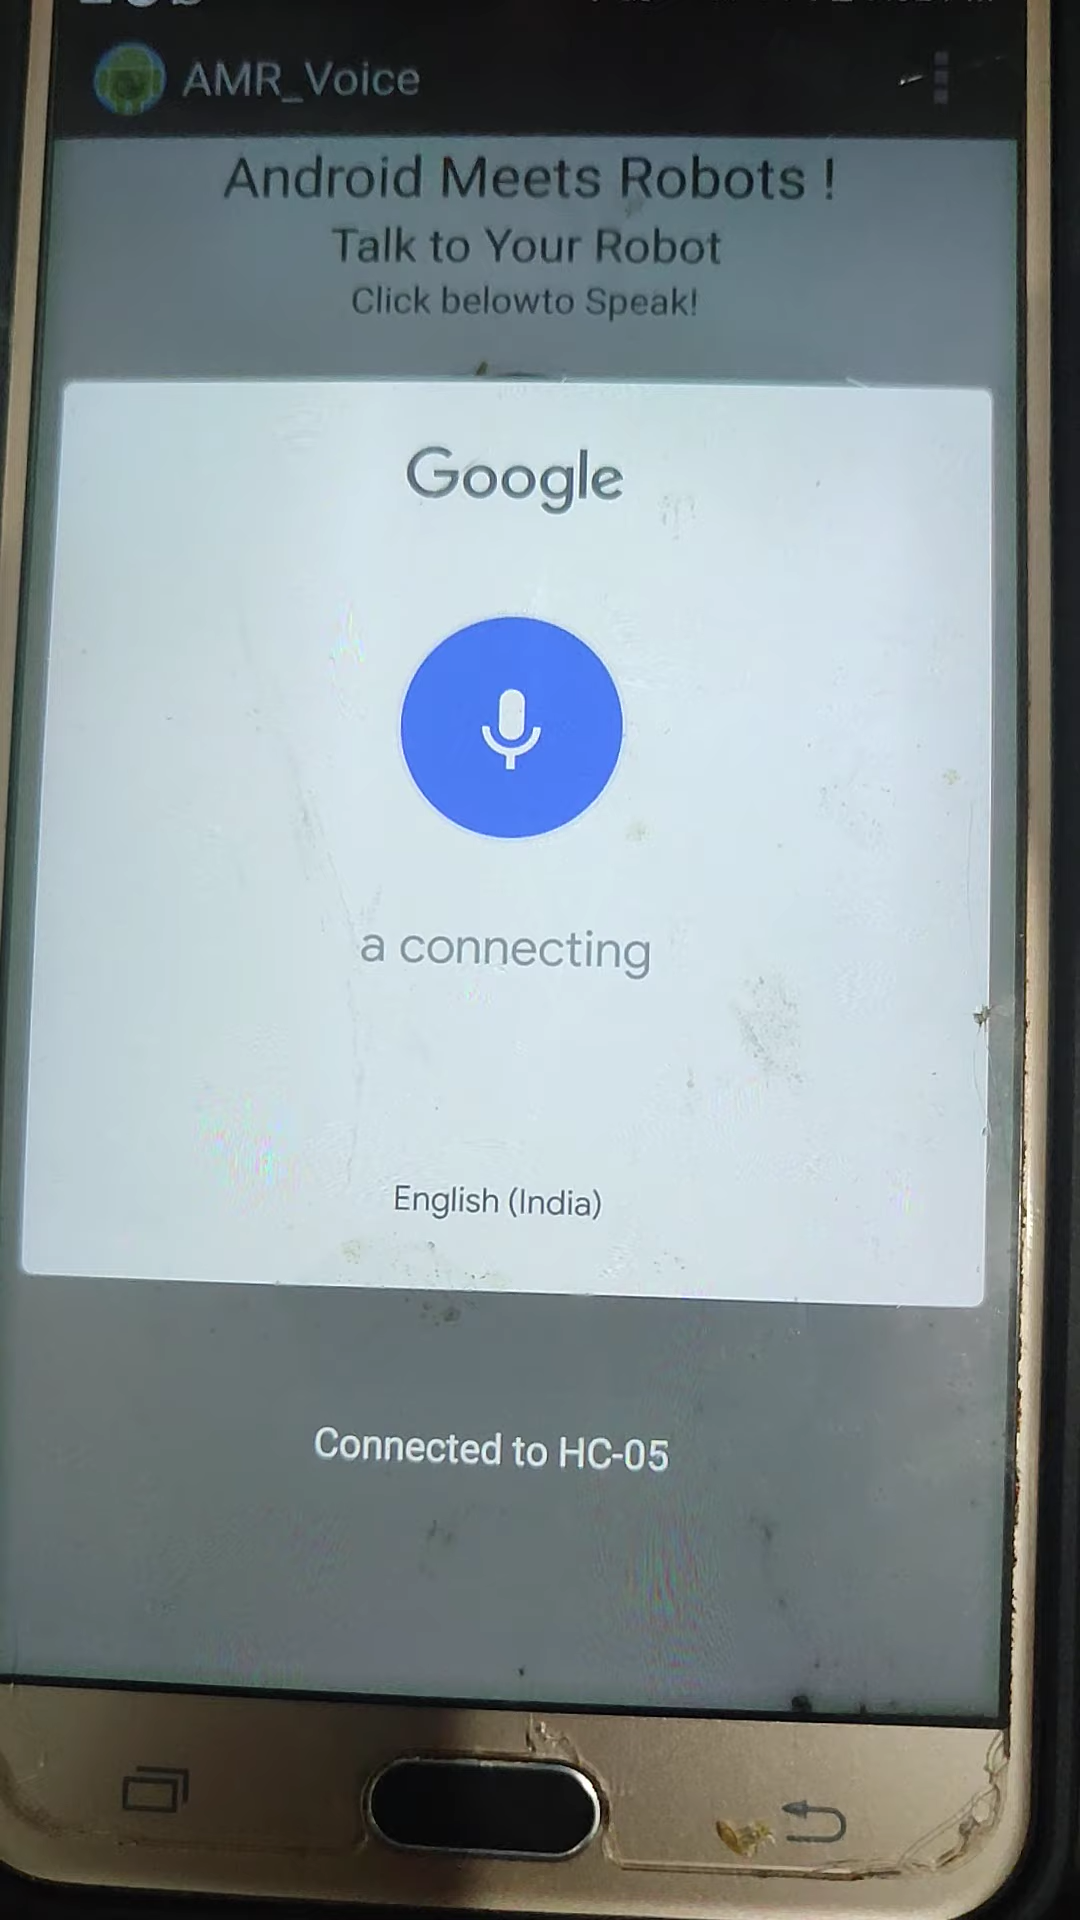 AMR_Voice
Android Meets Robots !
Talk to Your Robot
Click belowto Speak!
Google
a connecting
English (India)
Connected to HC-05